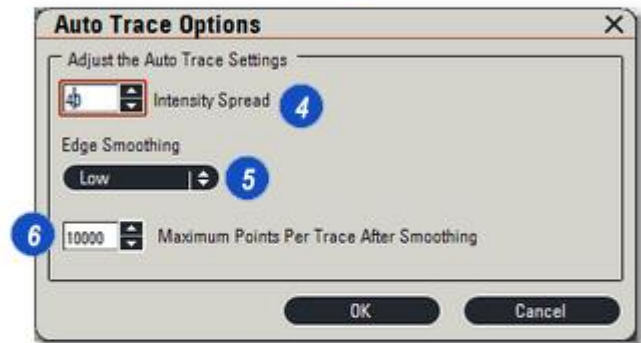 Auto Trace Options
Adjust the Auto Trace Settings
40 Intensity Spread 4
Edge Smoothing
Low 5
6 10000 Maximum Points Per Trace After Smoothing
OK Cancel